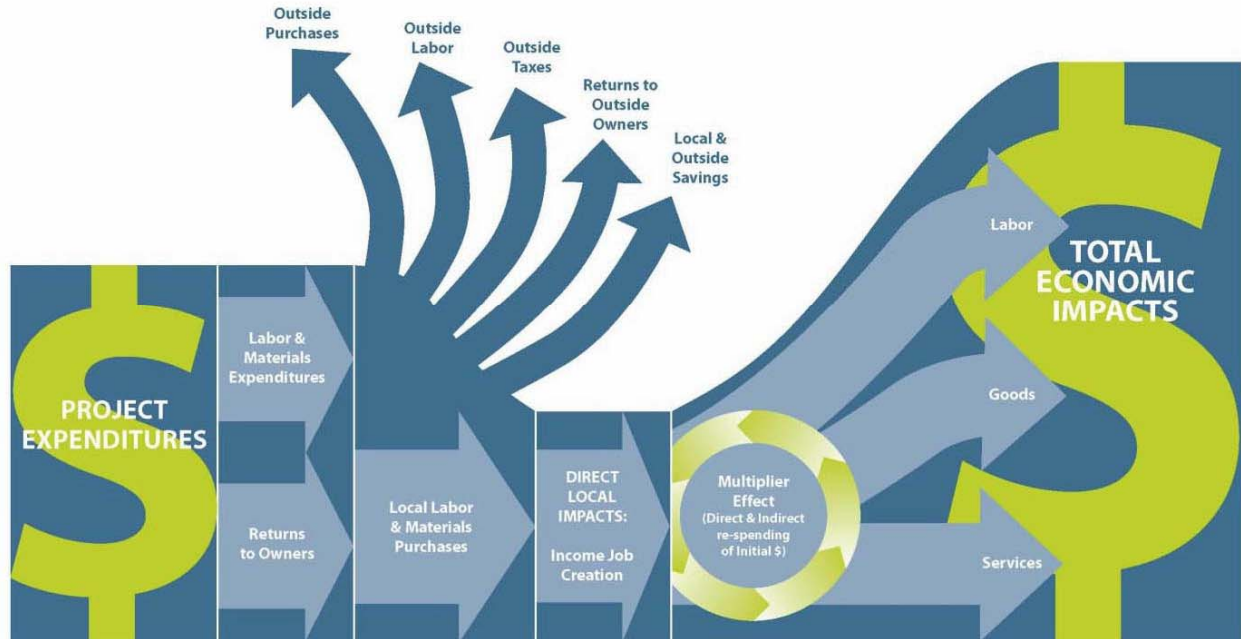 Outside
Purchases
Outside
Labor
Outside
Taxes
Returns to
Outside
Owners
Local &
Outside
Savings
PROJECT
EXPENDITURES
Labor &
Materials
Expenditures
Returns
to Owners
Local Labor
& Materials
Purchases
DIRECT
LOCAL
IMPACTS:
Income Job
Creation
Multiplier
Effect
(Direct & Indirect
re-spending
of Initial $)
Labor
Goods
Services
TOTAL
ECONOMIC
IMPACTS